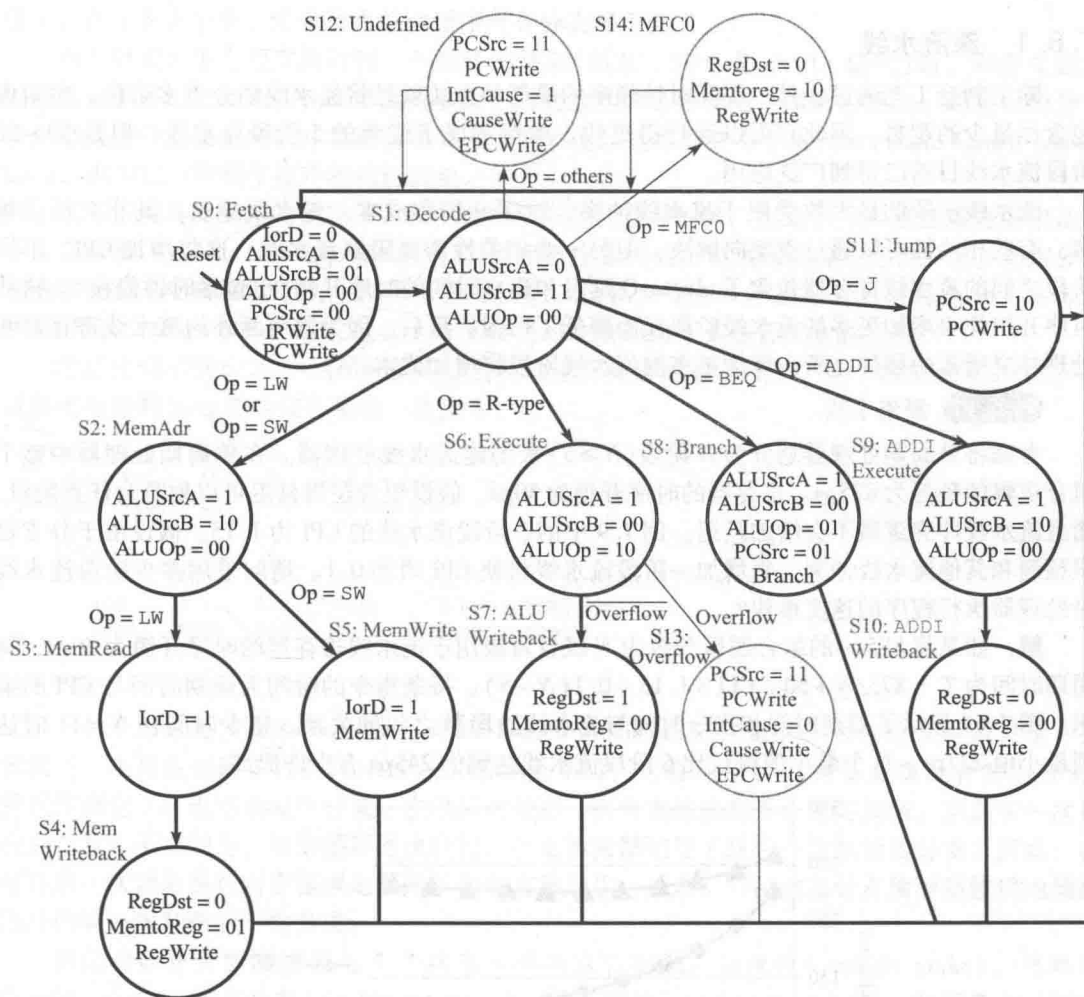 S12: Undefined
PCSrc = 11
PCWrite
IntCause = 1
CauseWrite
EPCWrite
S14: MFC0
RegDst = 0
Memtoreg = 10
RegWrite
Op = others
Op = MFC0
S0: Fetch
Reset
IorD = 0
AluSrcA = 0
ALUSrcB = 01
ALUOp = 00
PCSrc = 00
IRWrite
PCWrite
S1: Decode
ALUSrcA = 0
ALUSrcB = 11
ALUOp = 00
S11: Jump
Op = J
PCSrc = 10
PCWrite
Op = LW
or
Op = SW
Op = R-type
Op = BEQ
Op = ADDI
S2: MemAdr
ALUSrcA = 1
ALUSrcB = 10
ALUOp = 00
S6: Execute
ALUSrcA = 1
ALUSrcB = 00
ALUOp = 10
S8: Branch
ALUSrcA = 1
ALUSrcB = 00
ALUOp = 01
PCSrc = 01
Branch
S9: ADDI
Execute
ALUSrcA = 1
ALUSrcB = 10
ALUOp = 00
Op = LW
Op = SW
S3: MemRead
IorD = 1
S5: MemWrite
IorD = 1
MemWrite
S7: ALU
Writeback
Overflow
Overflow
RegDst = 1
MemtoReg = 00
RegWrite
S13:
Overflow
PCSrc = 11
PCWrite
IntCause = 0
CauseWrite
EPCWrite
S10: ADDI
Writeback
RegDst = 0
MemtoReg = 00
RegWrite
S4: Mem
Writeback
RegDst = 0
MemtoReg = 01
RegWrite